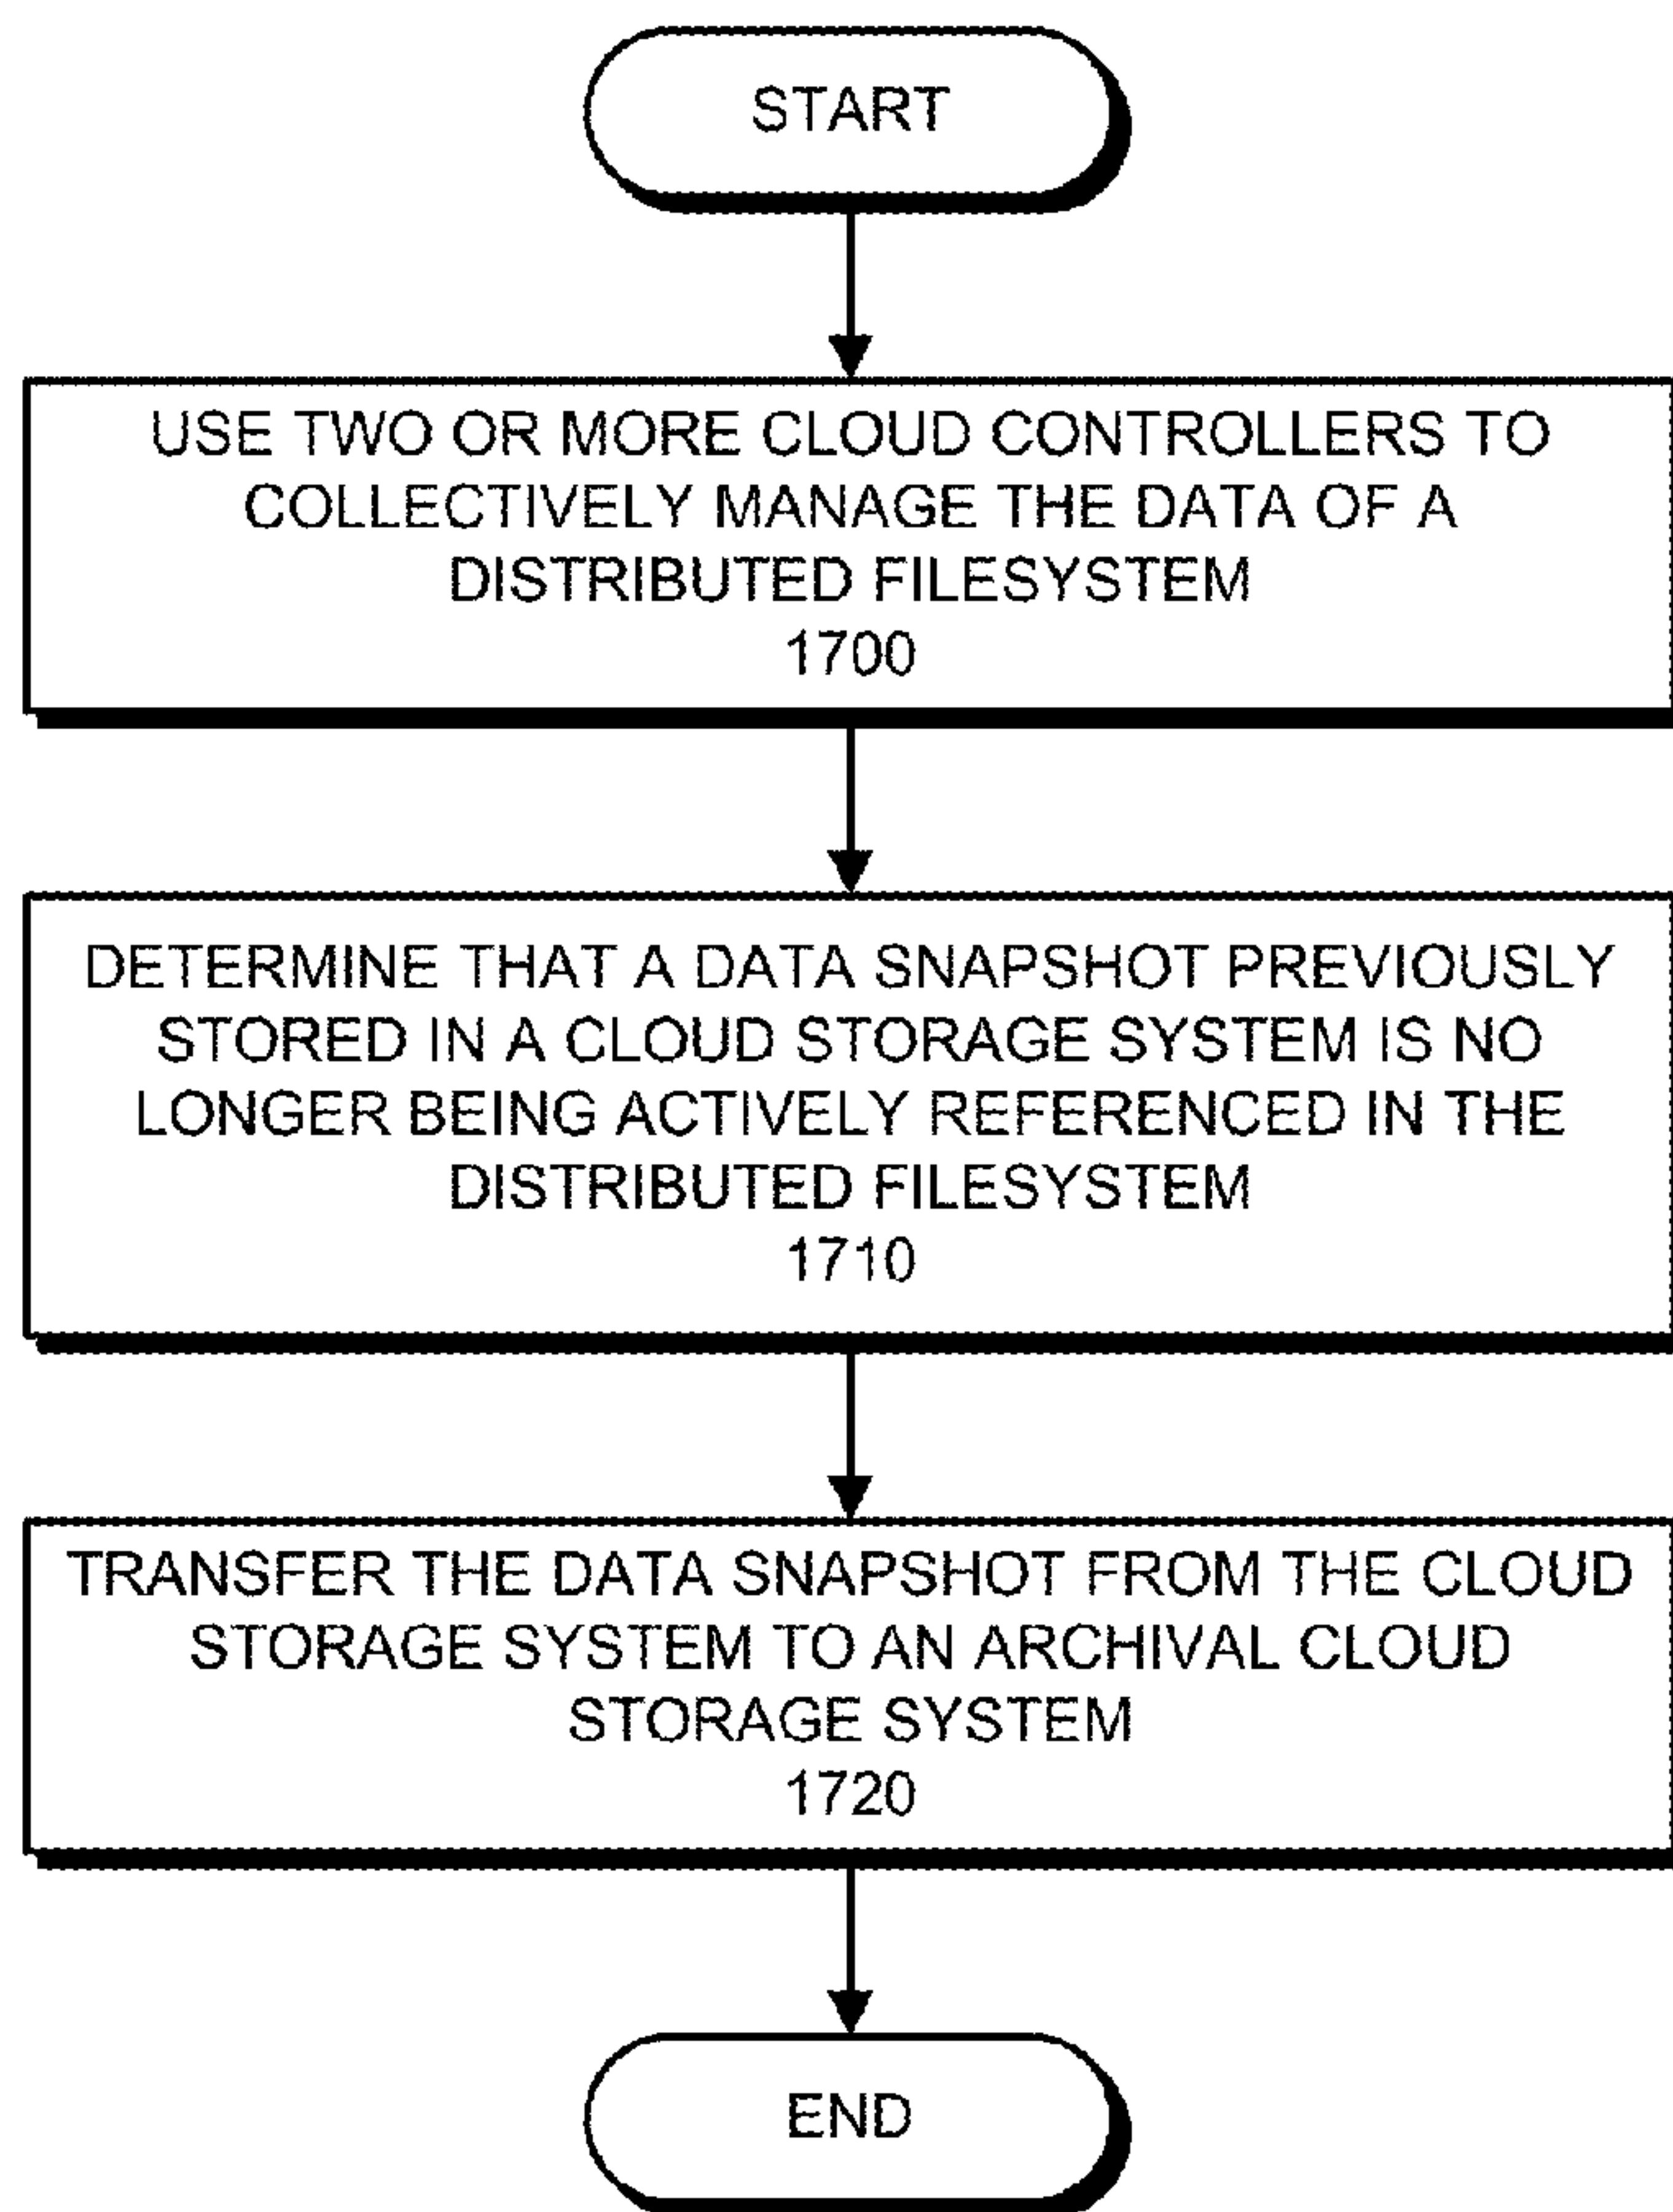 START
USE TWO OR MORE CLOUD CONTROLLERS TO
COLLECTIVELY MANAGE THE DATA OF A
DISTRIBUTED FILESYSTEM
1700
DETERMINE THAT A DATA SNAPSHOT PREVIOUSLY
STORED IN A CLOUD STORAGE SYSTEM IS NO
LONGER BEING ACTIVELY REFERENCED IN THE
DISTRIBUTED FILESYSTEM
1710
TRANSFER THE DATA SNAPSHOT FROM THE CLOUD
STORAGE SYSTEM TO AN ARCHIVAL CLOUD
STORAGE SYSTEM
1720
END